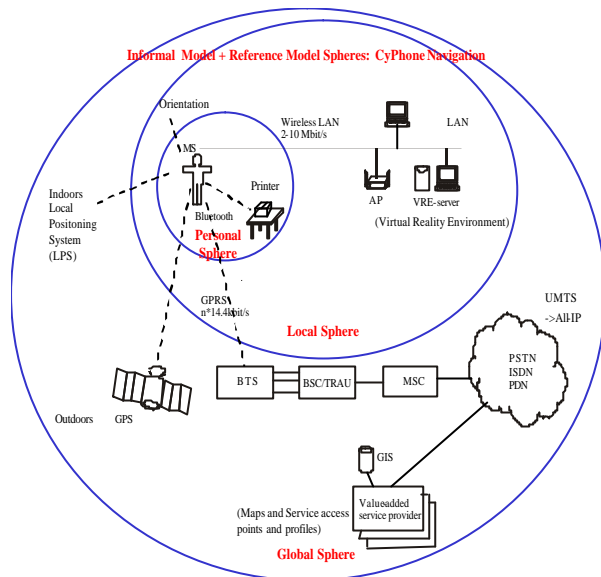 Informal Model + Reference Model Spheres: CyPhone Navigation
Orientation
Wireless LAN
2-10 Mbit/s
LAN
MS
Indoors
Local
Positoning
System
(LPS)
Printer
Bluetooth
Personal
Sphere
AP
VRE-server
(Virtual Reality Environment)
GPRS
n*14.4kbit/s
Local Sphere
UMTS
->All-IP
PSTN
ISDN
PDN
BTS
BSC/TRAU
MSC
Outdoors
GPS
GIS
(Maps and Service access
points and profiles)
Valueadded
service provider
Global Sphere